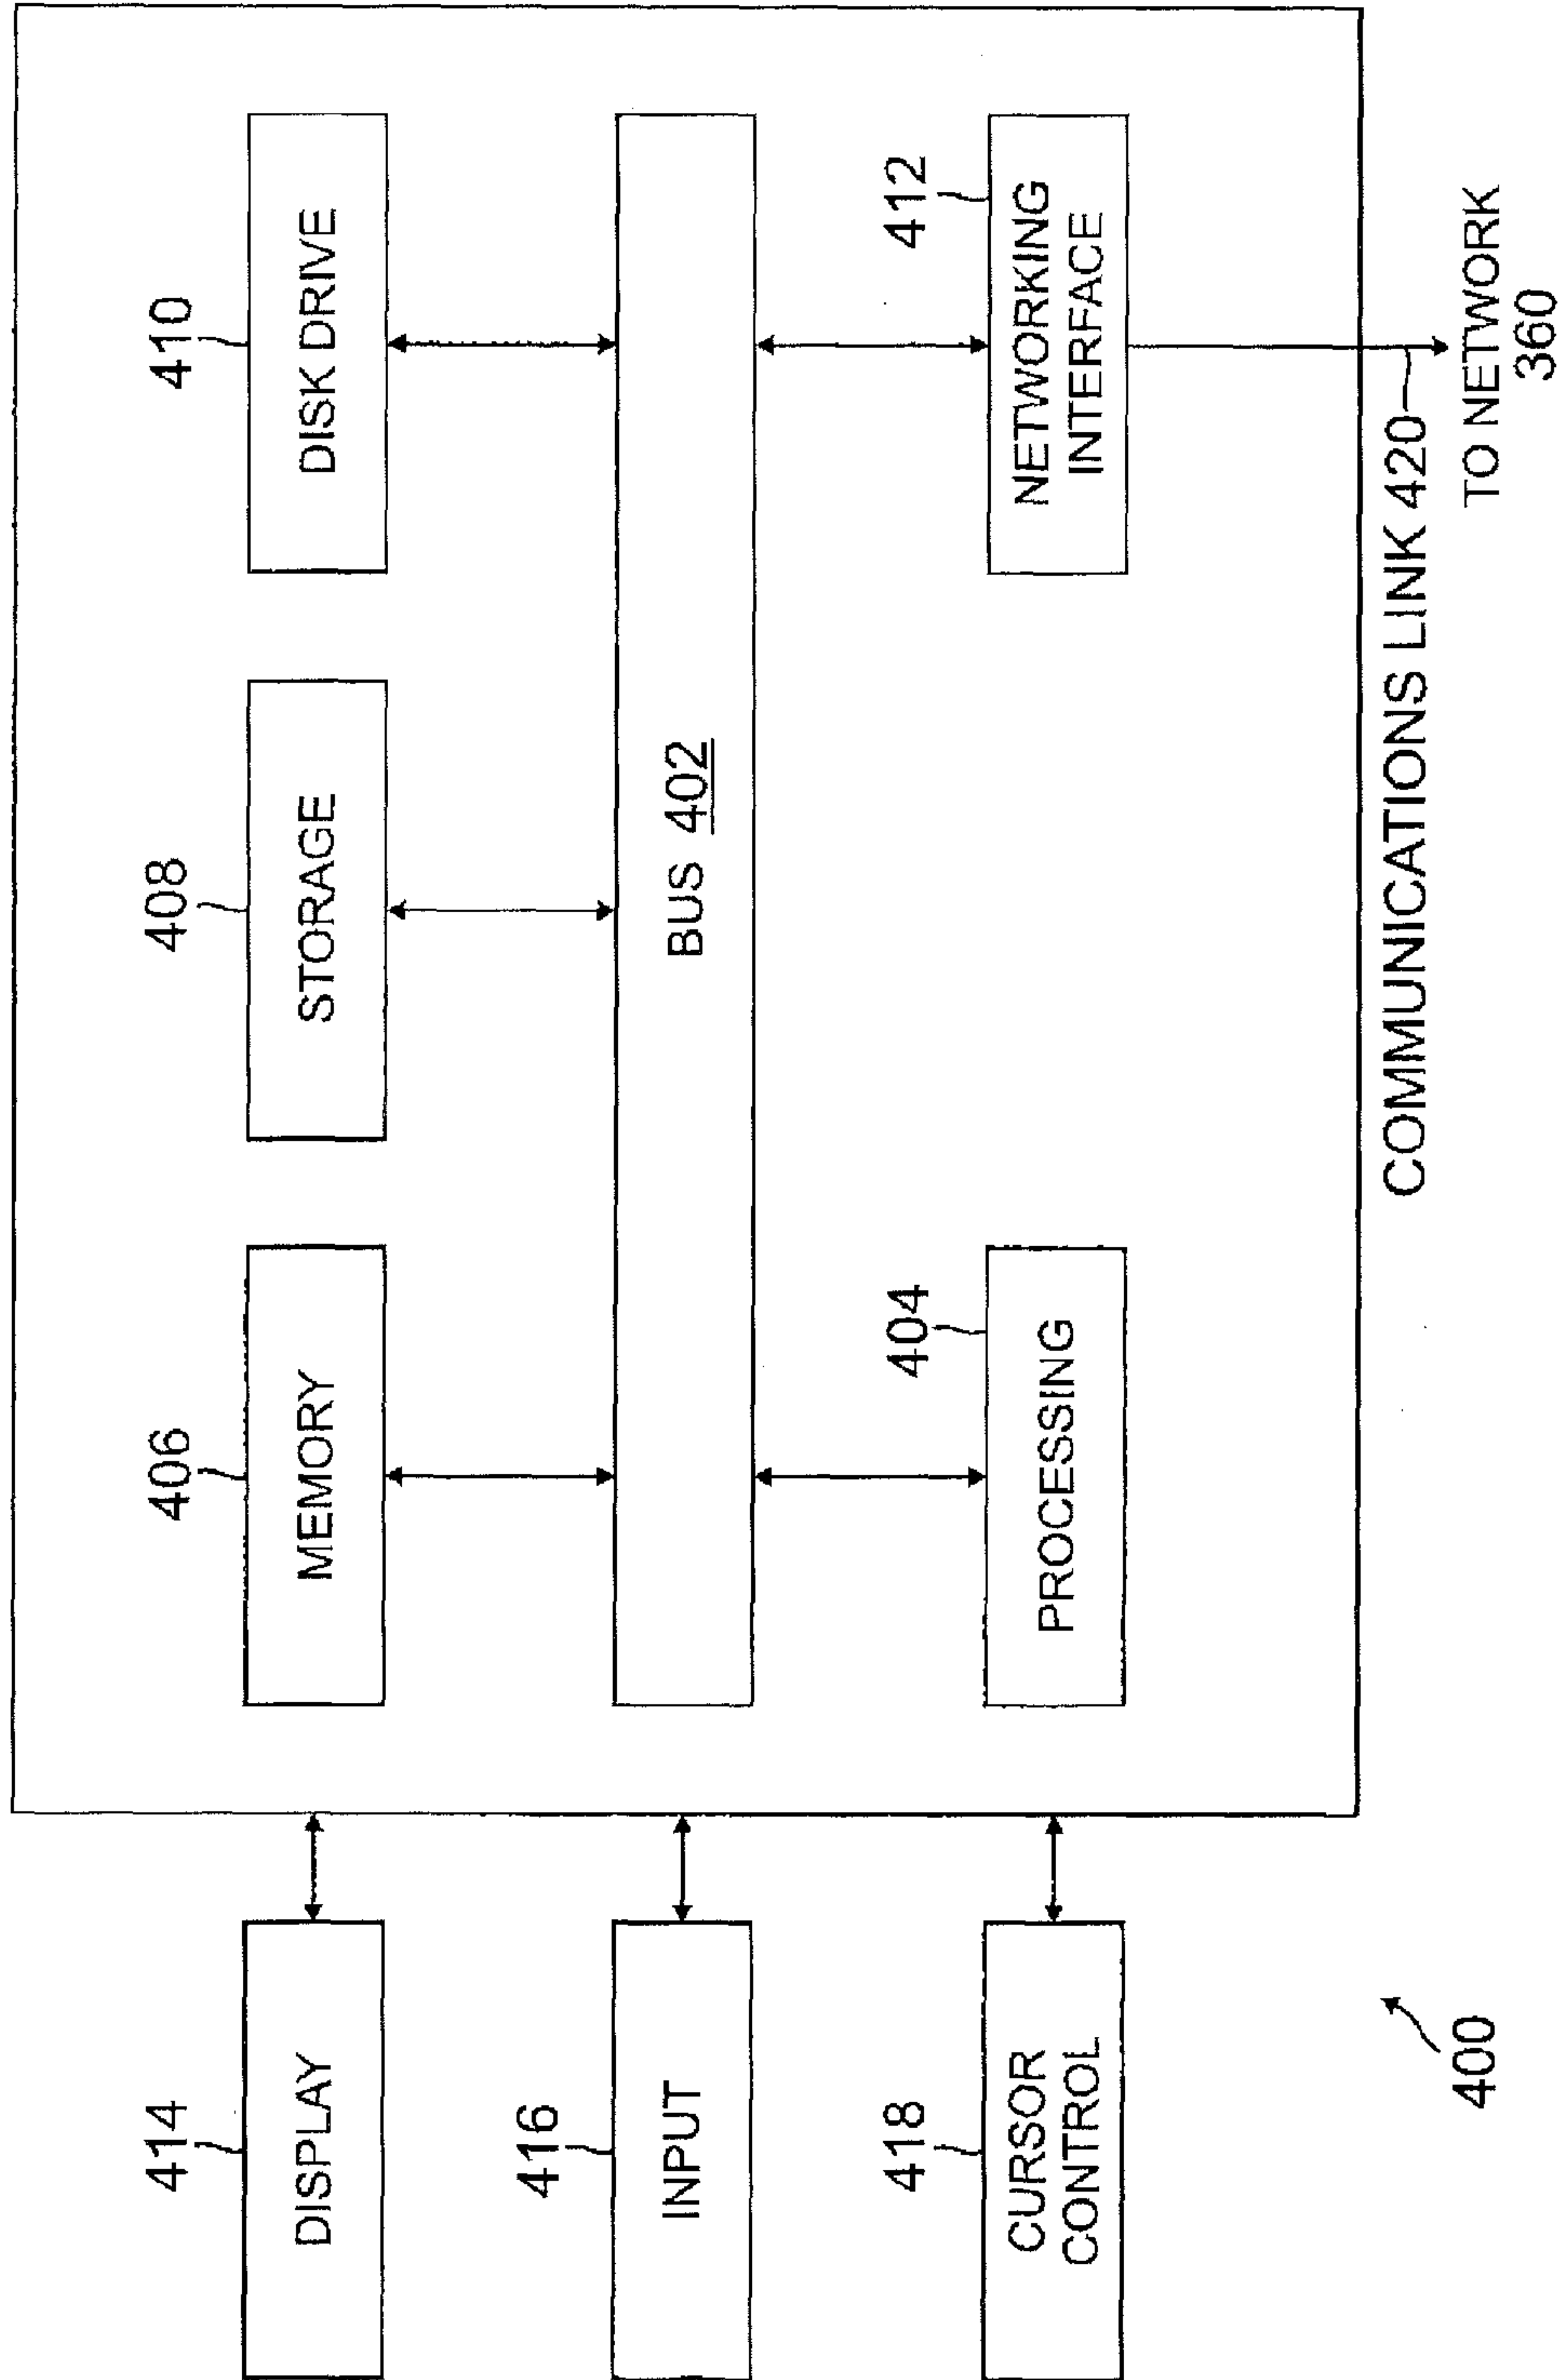 414
DISPLAY
416
INPUT
418
CURSOR
CONTROL
400
406
MEMORY
408
STORAGE
410
DISK DRIVE
BUS 402
404
PROCESSING
412
NETWORKING
INTERFACE
COMMUNICATIONS LINK 420
TO NETWORK
360